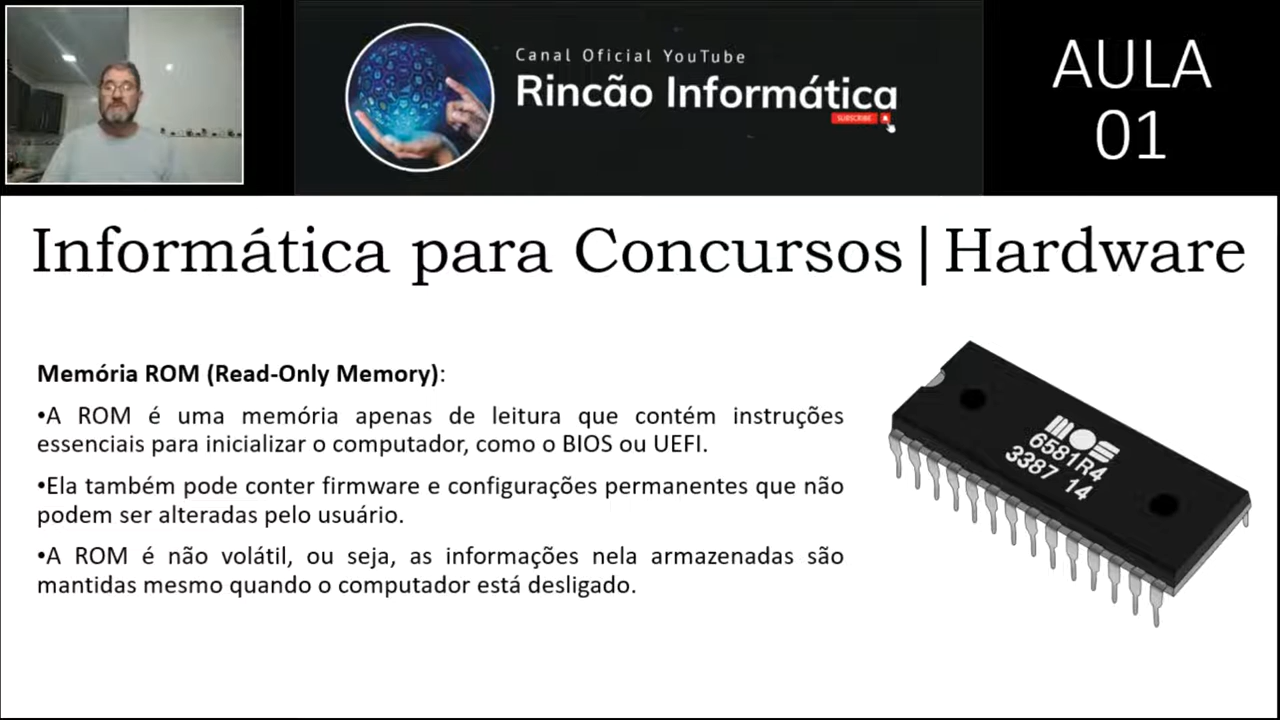 Canal Oficial YouTube
Rincão Informática
SUBSCRIBE
AULA
01
Informática para Concursos|Hardware
Memória ROM (Read-Only Memory):
•A ROM é uma memória apenas de leitura que contém instruções
essenciais para inicializar o computador, como o BIOS ou UEFI.
•Ela também pode conter firmware e configurações permanentes que não
podem ser alteradas pelo usuário.
•A ROM é não volátil, ou seja, as informações nela armazenadas são
mantidas mesmo quando o computador está desligado.
mos
6581R4
3387 14